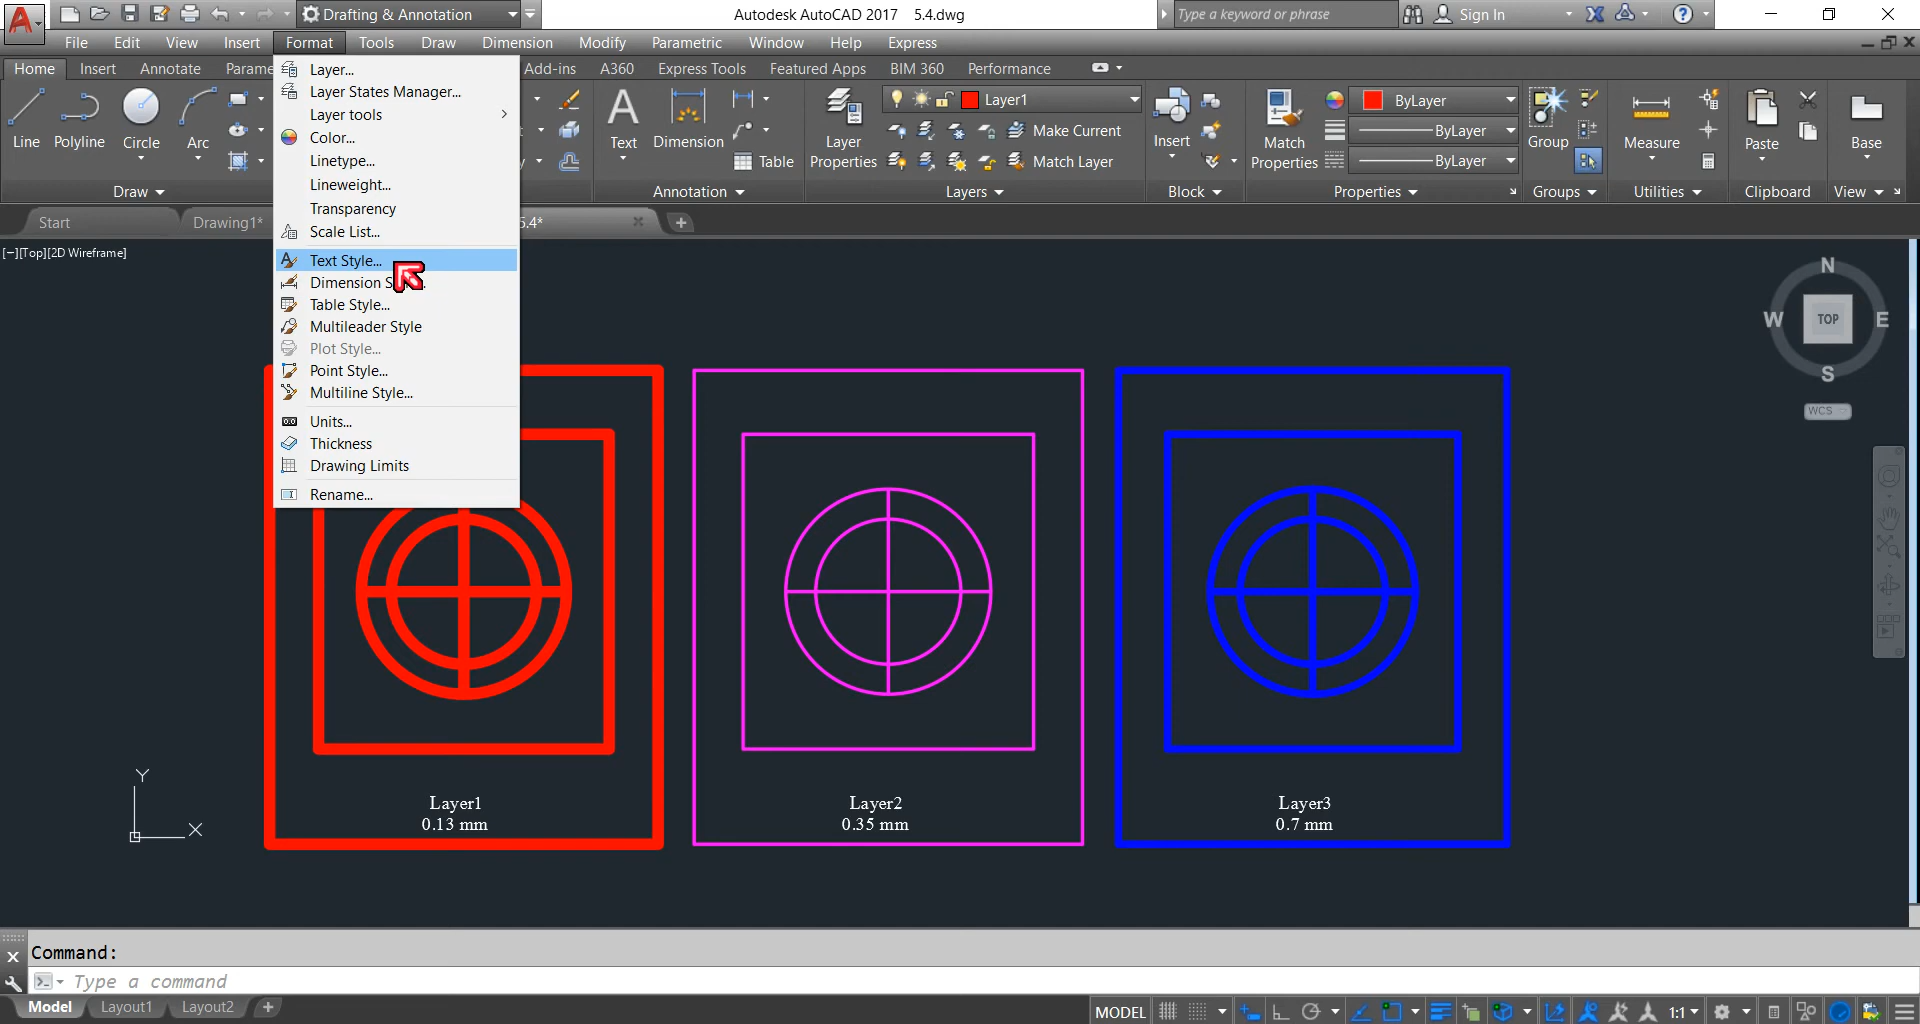 Drafting & Annotation
Autodesk AutoCAD 2017 5.4.dwg
Type a keyword or phrase
Sign In
File Edit View Insert Format Tools Draw Dimension Modify Parametric Window Help Express
Home Insert Annotate Parame Add-ins A360 Express Tools Featured Apps BIM 360 Performance
Layer...
Layer States Manager...
Layer tools
Color...
Linetype...
Lineweight...
Transparency
Scale List...
Text Style...
Dimension S
Table Style...
Multileader Style
Plot Style...
Point Style...
Multiline Style...
Units...
Thickness
Drawing Limits
Rename...
Line Polyline Circle Arc
Draw
Text Dimension Table
Annotation
Layer Properties
Layer1
Make Current
Match Layer
Layers
Insert
Block
Match Properties
ByLayer
ByLayer
ByLayer
Properties
Group
Groups
Measure
Utilities
Paste
Clipboard
Base
View
Start Drawing1* 5.4*
[−][Top][2D Wireframe]
N
W TOP E
S
WCS
Layer1
0.13 mm
Layer2
0.35 mm
Layer3
0.7 mm
Y
X
Command:
Type a command
Model Layout1 Layout2 +
MODEL 1:1